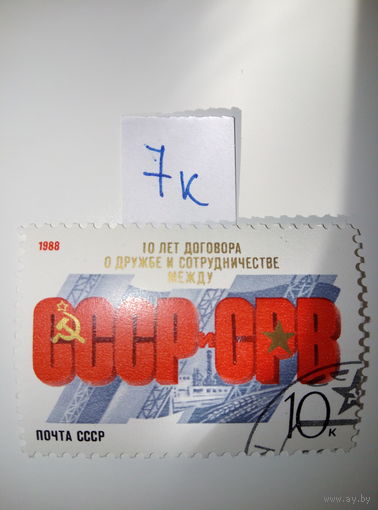 7к
1988
10 ЛЕТ ДОГОВОРА
О ДРУЖБЕ И СОТРУДНИЧЕСТВЕ
МЕЖДУ
СССР И СРВ
ПОЧТА СССР
10к
www.ay.by